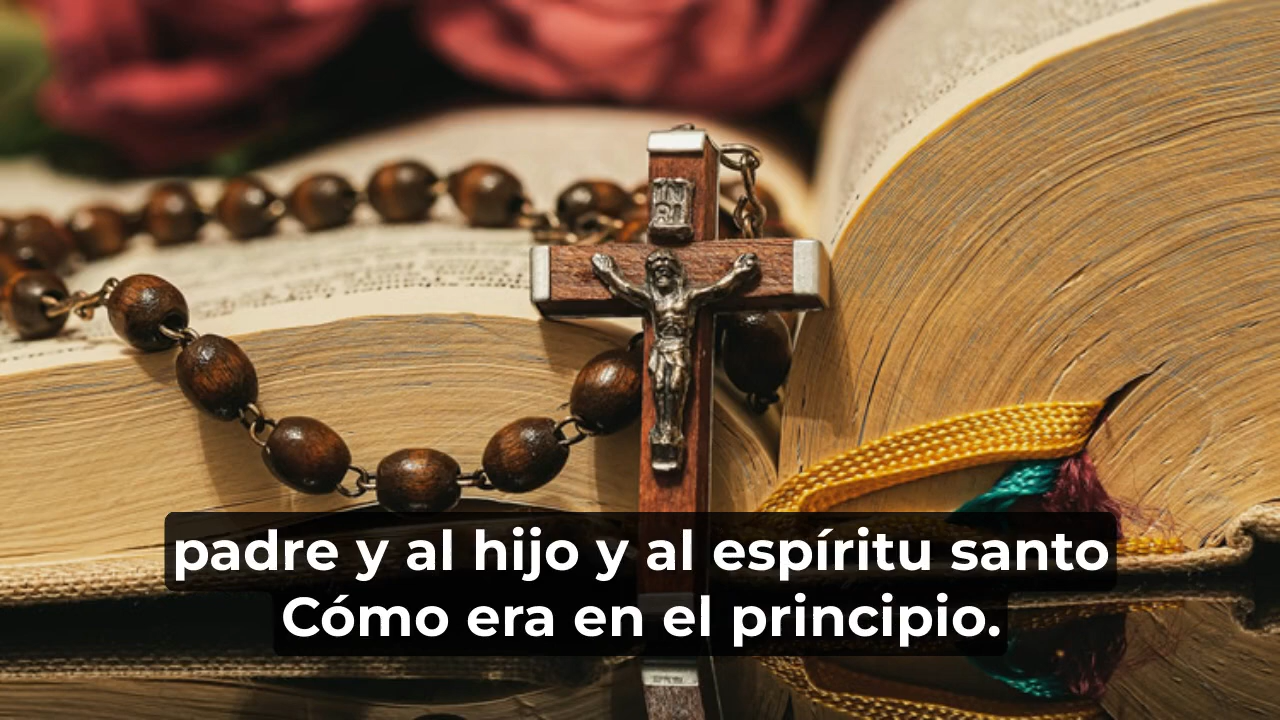 padre y al hijo y al espíritu santo
Cómo era en el principio.